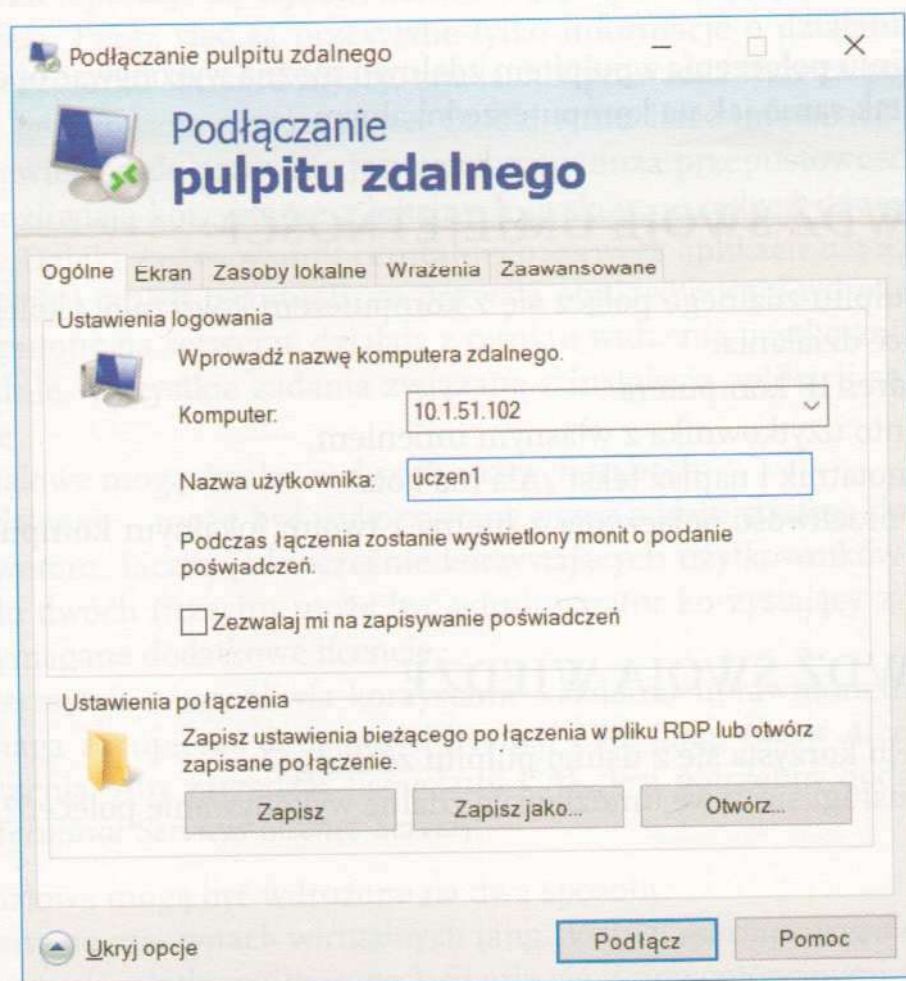 Podłączanie pulpitu zdalnego
Podłączanie
pulpitu zdalnego
Ogólne Ekran Zasoby lokalne Wrażenia Zaawansowane
Ustawienia logowania
Wprowadź nazwę komputera zdalnego.
Komputer: 10.1.51.102
Nazwa użytkownika: uczen1
Podczas łączenia zostanie wyświetlony monit o podanie
poświadczeń.
Zezwalaj mi na zapisywanie poświadczeń
Ustawienia połączenia
Zapisz ustawienia bieżącego połączenia w pliku RDP lub otwórz
zapisane połączenie.
Zapisz Zapisz jako... Otwórz...
Ukryj opcje Podłącz Pomoc